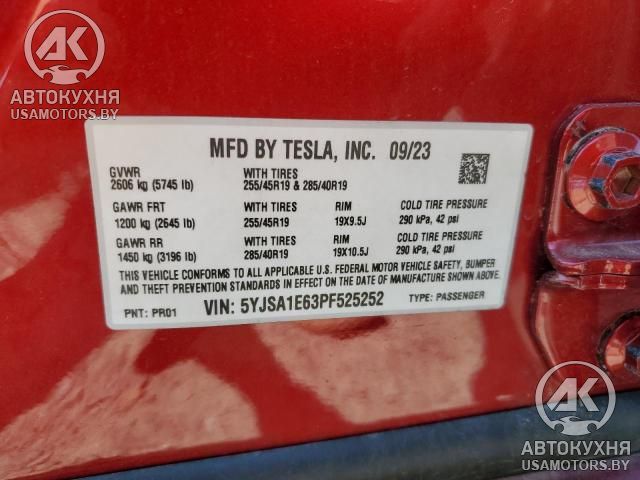 АК
АВТОКУХНЯ
USAMOTORS.BY
MFD BY TESLA, INC. 09/23
GVWR
2606 kg (5745 lb)
WITH TIRES
255/45R19 & 285/40R19
GAWR FRT
1200 kg (2645 lb)
WITH TIRES
255/45R19
RIM
19X9.5J
COLD TIRE PRESSURE
290 kPa, 42 psi
GAWR RR
1450 kg (3196 lb)
WITH TIRES
285/40R19
RIM
19X10.5J
COLD TIRE PRESSURE
290 kPa, 42 psi
THIS VEHICLE CONFORMS TO ALL APPLICABLE U.S. FEDERAL MOTOR VEHICLE SAFETY, BUMPER
AND THEFT PREVENTION STANDARDS IN EFFECT ON THE DATE OF MANUFACTURE SHOWN ABOVE.
PNT: PR01 VIN: 5YJSA1E63PF525252 TYPE: PASSENGER
АК
АВТОКУХНЯ
USAMOTORS.BY